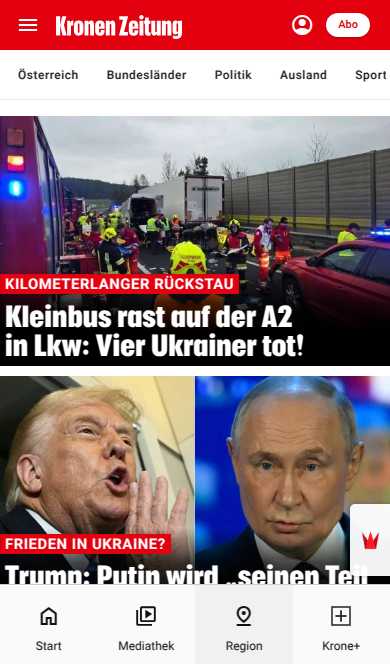 Kronen Zeitung
Abo
Österreich Bundesländer Politik Ausland Sport
KILOMETERLANGER RÜCKSTAU
Kleinbus rast auf der A2
in Lkw: Vier Ukrainer tot!
FRIEDEN IN UKRAINE?
Trump: Putin wird „seinen Teil
Start Mediathek Region Krone+